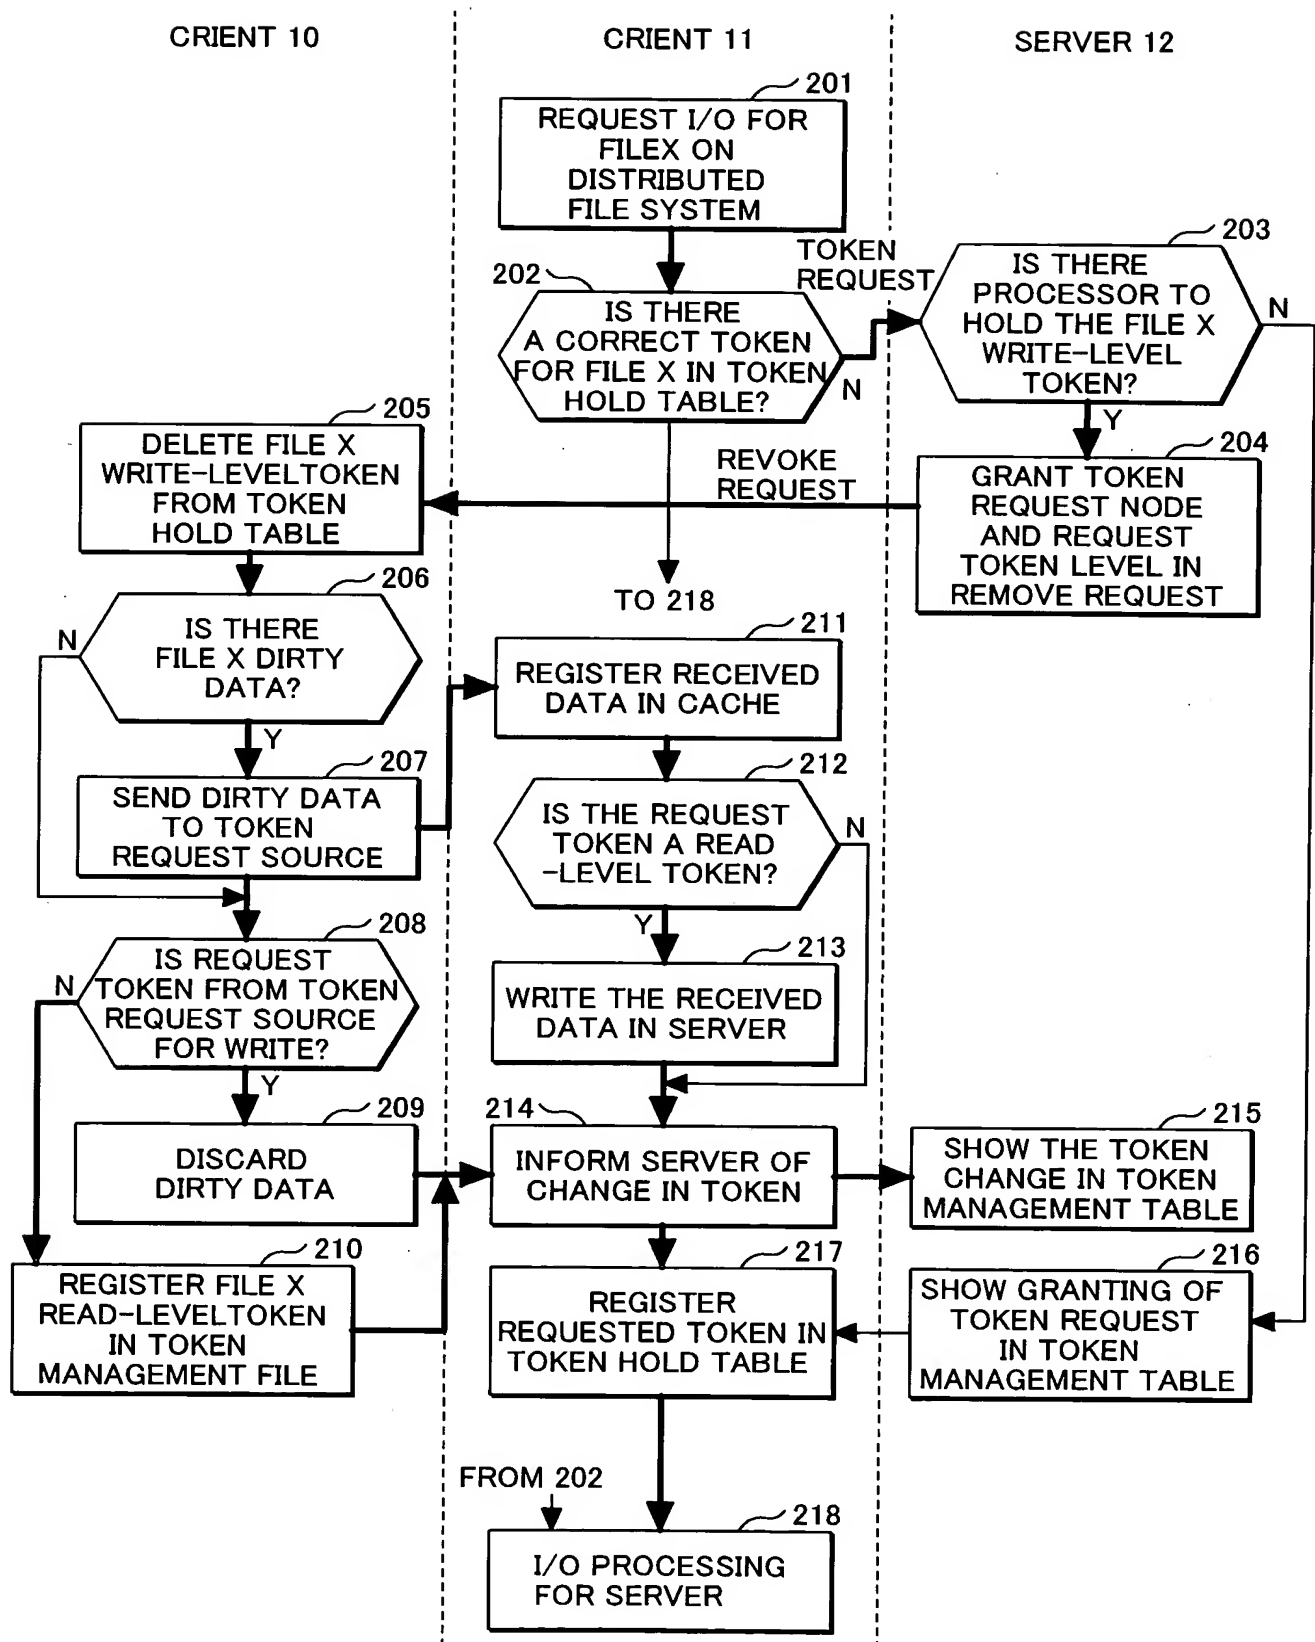 CRIENT 10
CRIENT 11
SERVER 12
201
REQUEST I/O FOR
FILEX ON
DISTRIBUTED
FILE SYSTEM
202
IS THERE
A CORRECT TOKEN
FOR FILE X IN TOKEN
HOLD TABLE?
N
TOKEN
REQUEST
203
IS THERE
PROCESSOR TO
HOLD THE FILE X
WRITE-LEVEL
TOKEN?
N
Y
204
GRANT TOKEN
REQUEST NODE
AND REQUEST
TOKEN LEVEL IN
REMOVE REQUEST
REVOKE
REQUEST
TO 218
205
DELETE FILE X
WRITE-LEVELTOKEN
FROM TOKEN
HOLD TABLE
206
IS THERE
FILE X DIRTY
DATA?
N
Y
207
SEND DIRTY DATA
TO TOKEN
REQUEST SOURCE
208
IS REQUEST
TOKEN FROM TOKEN
REQUEST SOURCE
FOR WRITE?
N
Y
209
DISCARD
DIRTY DATA
210
REGISTER FILE X
READ-LEVELTOKEN
IN TOKEN
MANAGEMENT FILE
211
REGISTER RECEIVED
DATA IN CACHE
212
IS THE REQUEST
TOKEN A READ
-LEVEL TOKEN?
N
Y
213
WRITE THE RECEIVED
DATA IN SERVER
214
INFORM SERVER OF
CHANGE IN TOKEN
215
SHOW THE TOKEN
CHANGE IN TOKEN
MANAGEMENT TABLE
216
SHOW GRANTING OF
TOKEN REQUEST
IN TOKEN
MANAGEMENT TABLE
217
REGISTER
REQUESTED TOKEN IN
TOKEN HOLD TABLE
FROM 202
218
I/O PROCESSING
FOR SERVER